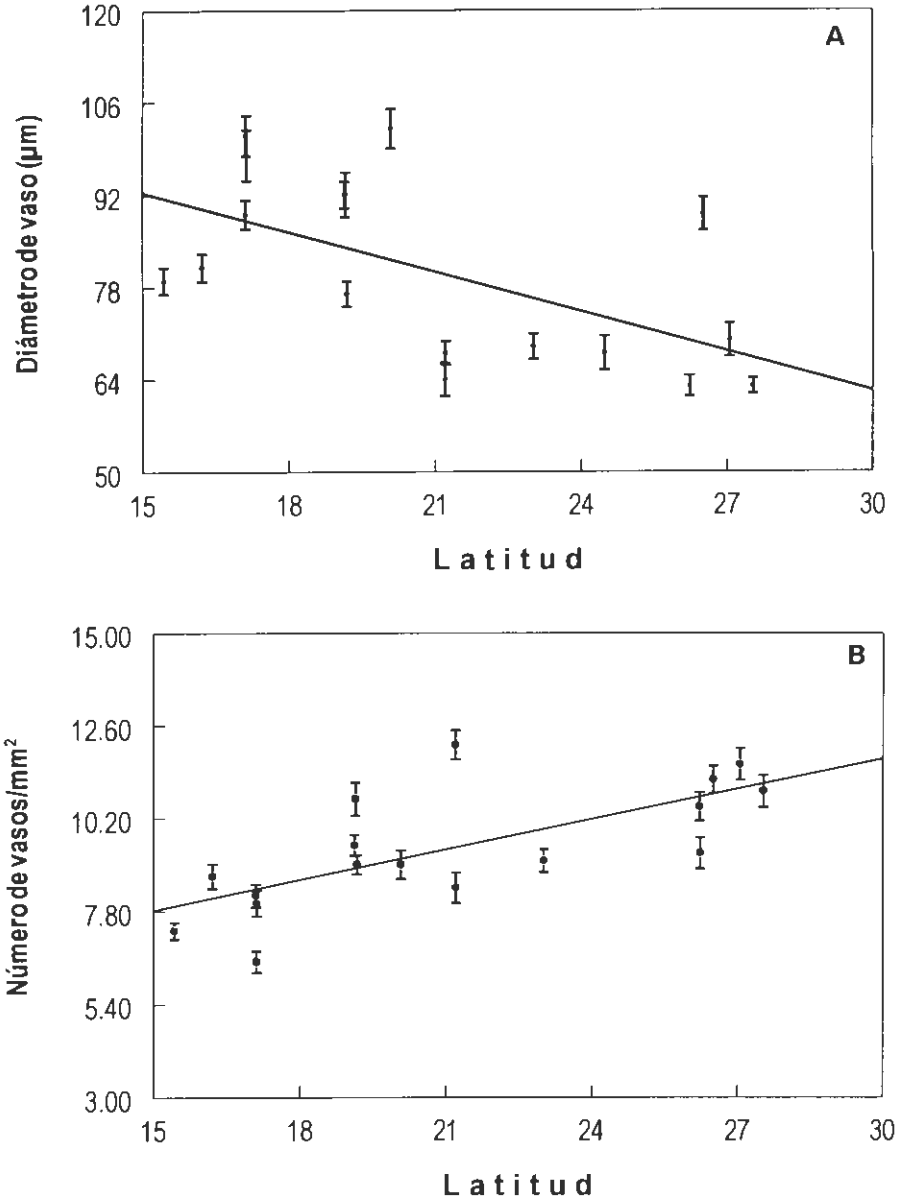 120
A
106
92
78
64
50
Diámetro de vaso (µm)
15 18 21 24 27 30
Latitud
15.00
B
12.60
10.20
7.80
5.40
3.00
Número de vasos/mm²
15 18 21 24 27 30
Latitud